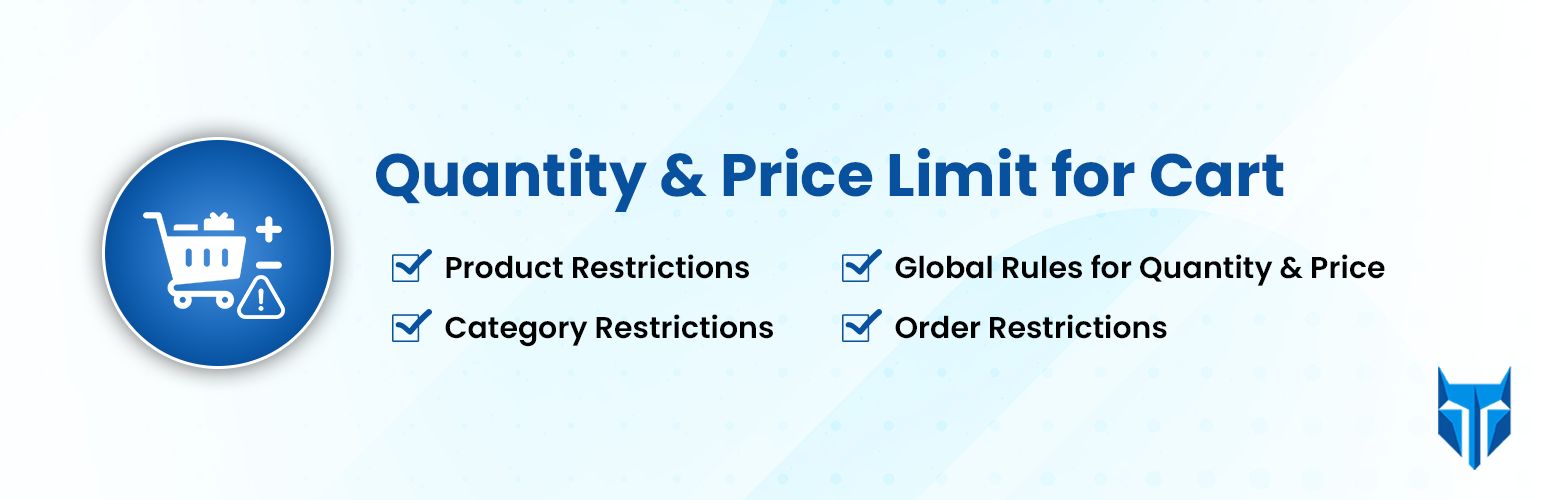 Quantity & Price Limit for Cart
Product Restrictions
Global Rules for Quantity & Price
Category Restrictions
Order Restrictions